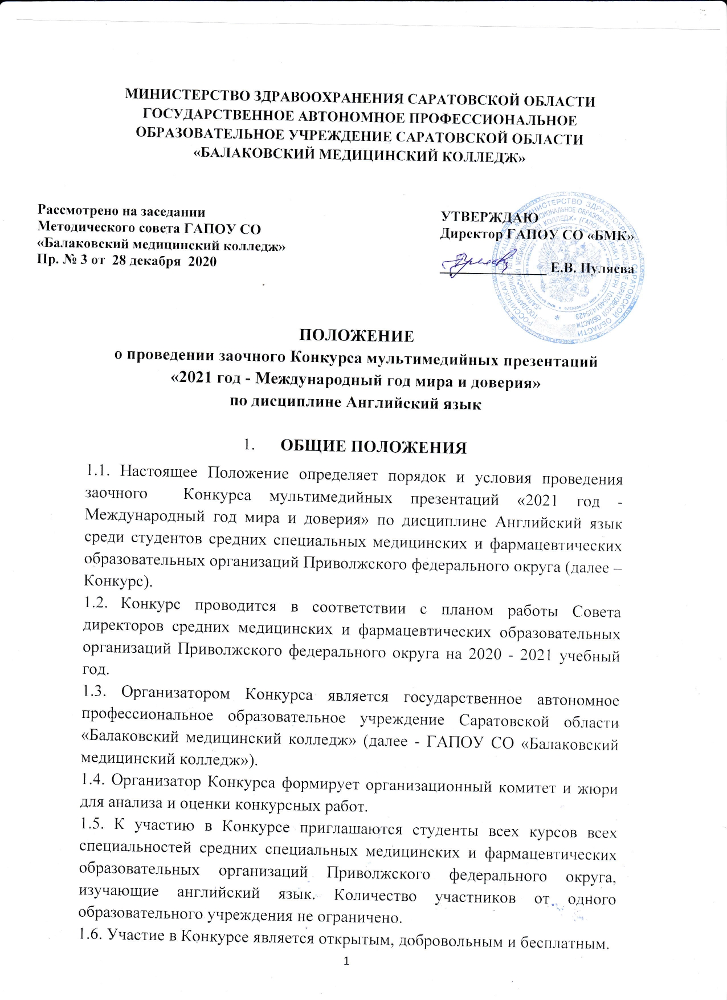 МИНИСТЕРСТВО ЗДРАВООХРАНЕНИЯ САРАТОВСКОЙ ОБЛАСТИ
ГОСУДАРСТВЕННОЕ АВТОНОМНОЕ ПРОФЕССИОНАЛЬНОЕ
ОБРАЗОВАТЕЛЬНОЕ УЧРЕЖДЕНИЕ САРАТОВСКОЙ ОБЛАСТИ
«БАЛАКОВСКИЙ МЕДИЦИНСКИЙ КОЛЛЕДЖ»
Рассмотрено на заседании
Методического совета ГАПОУ СО
«Балаковский медицинский колледж»
Пр. № 3 от 28 декабря 2020
УТВЕРЖДАЮ
Директор ГАПОУ СО «БМК»
Е.В. Пуляева
ПОЛОЖЕНИЕ
о проведении заочного Конкурса мультимедийных презентаций
«2021 год - Международный год мира и доверия»
по дисциплине Английский язык
1. ОБЩИЕ ПОЛОЖЕНИЯ
1.1. Настоящее Положение определяет порядок и условия проведения
заочного Конкурса мультимедийных презентаций «2021 год -
Международный год мира и доверия» по дисциплине Английский язык
среди студентов средних специальных медицинских и фармацевтических
образовательных организаций Приволжского федерального округа (далее –
Конкурс).
1.2. Конкурс проводится в соответствии с планом работы Совета
директоров средних медицинских и фармацевтических образовательных
организаций Приволжского федерального округа на 2020 - 2021 учебный
год.
1.3. Организатором Конкурса является государственное автономное
профессиональное образовательное учреждение Саратовской области
«Балаковский медицинский колледж» (далее - ГАПОУ СО «Балаковский
медицинский колледж»).
1.4. Организатор Конкурса формирует организационный комитет и жюри
для анализа и оценки конкурсных работ.
1.5. К участию в Конкурсе приглашаются студенты всех курсов всех
специальностей средних специальных медицинских и фармацевтических
образовательных организаций Приволжского федерального округа,
изучающие английский язык. Количество участников от одного
образовательного учреждения не ограничено.
1.6. Участие в Конкурсе является открытым, добровольным и бесплатным.
1